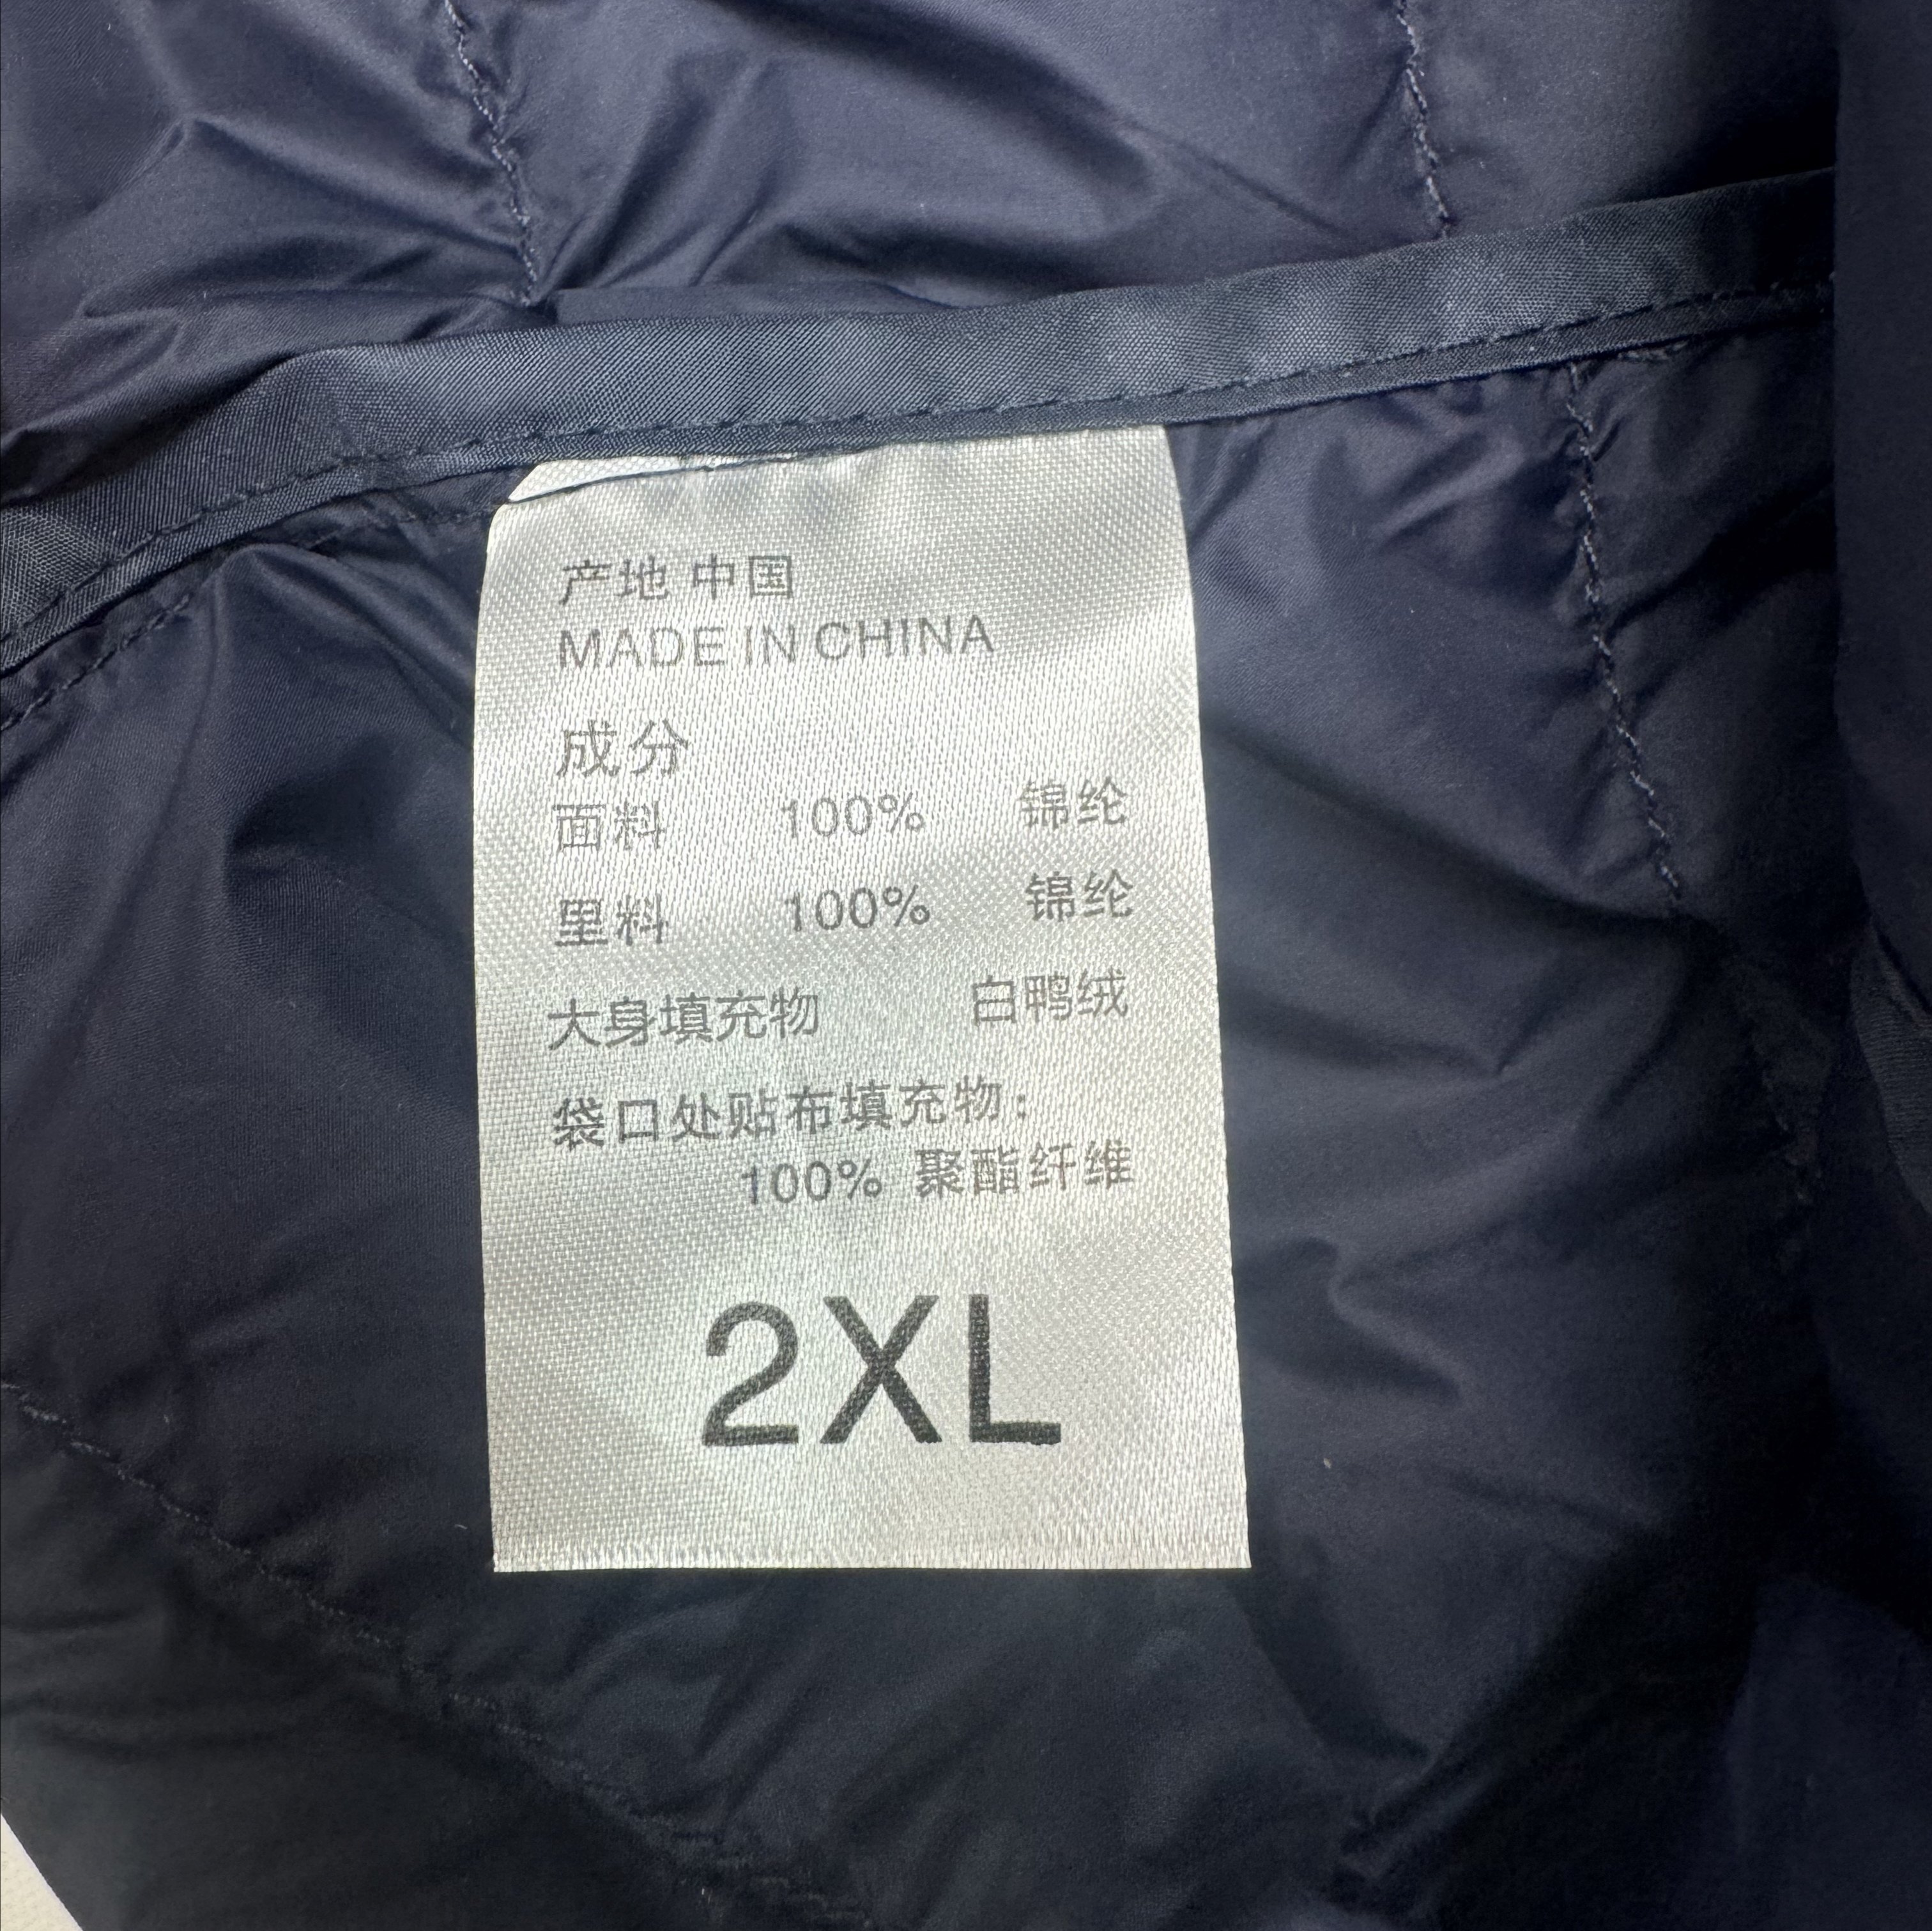 产地 中国
MADE IN CHINA
成分
面料 100% 锦纶
里料 100% 锦纶
大身填充物 白鸭绒
袋口处贴布填充物:
100% 聚酯纤维
2XL